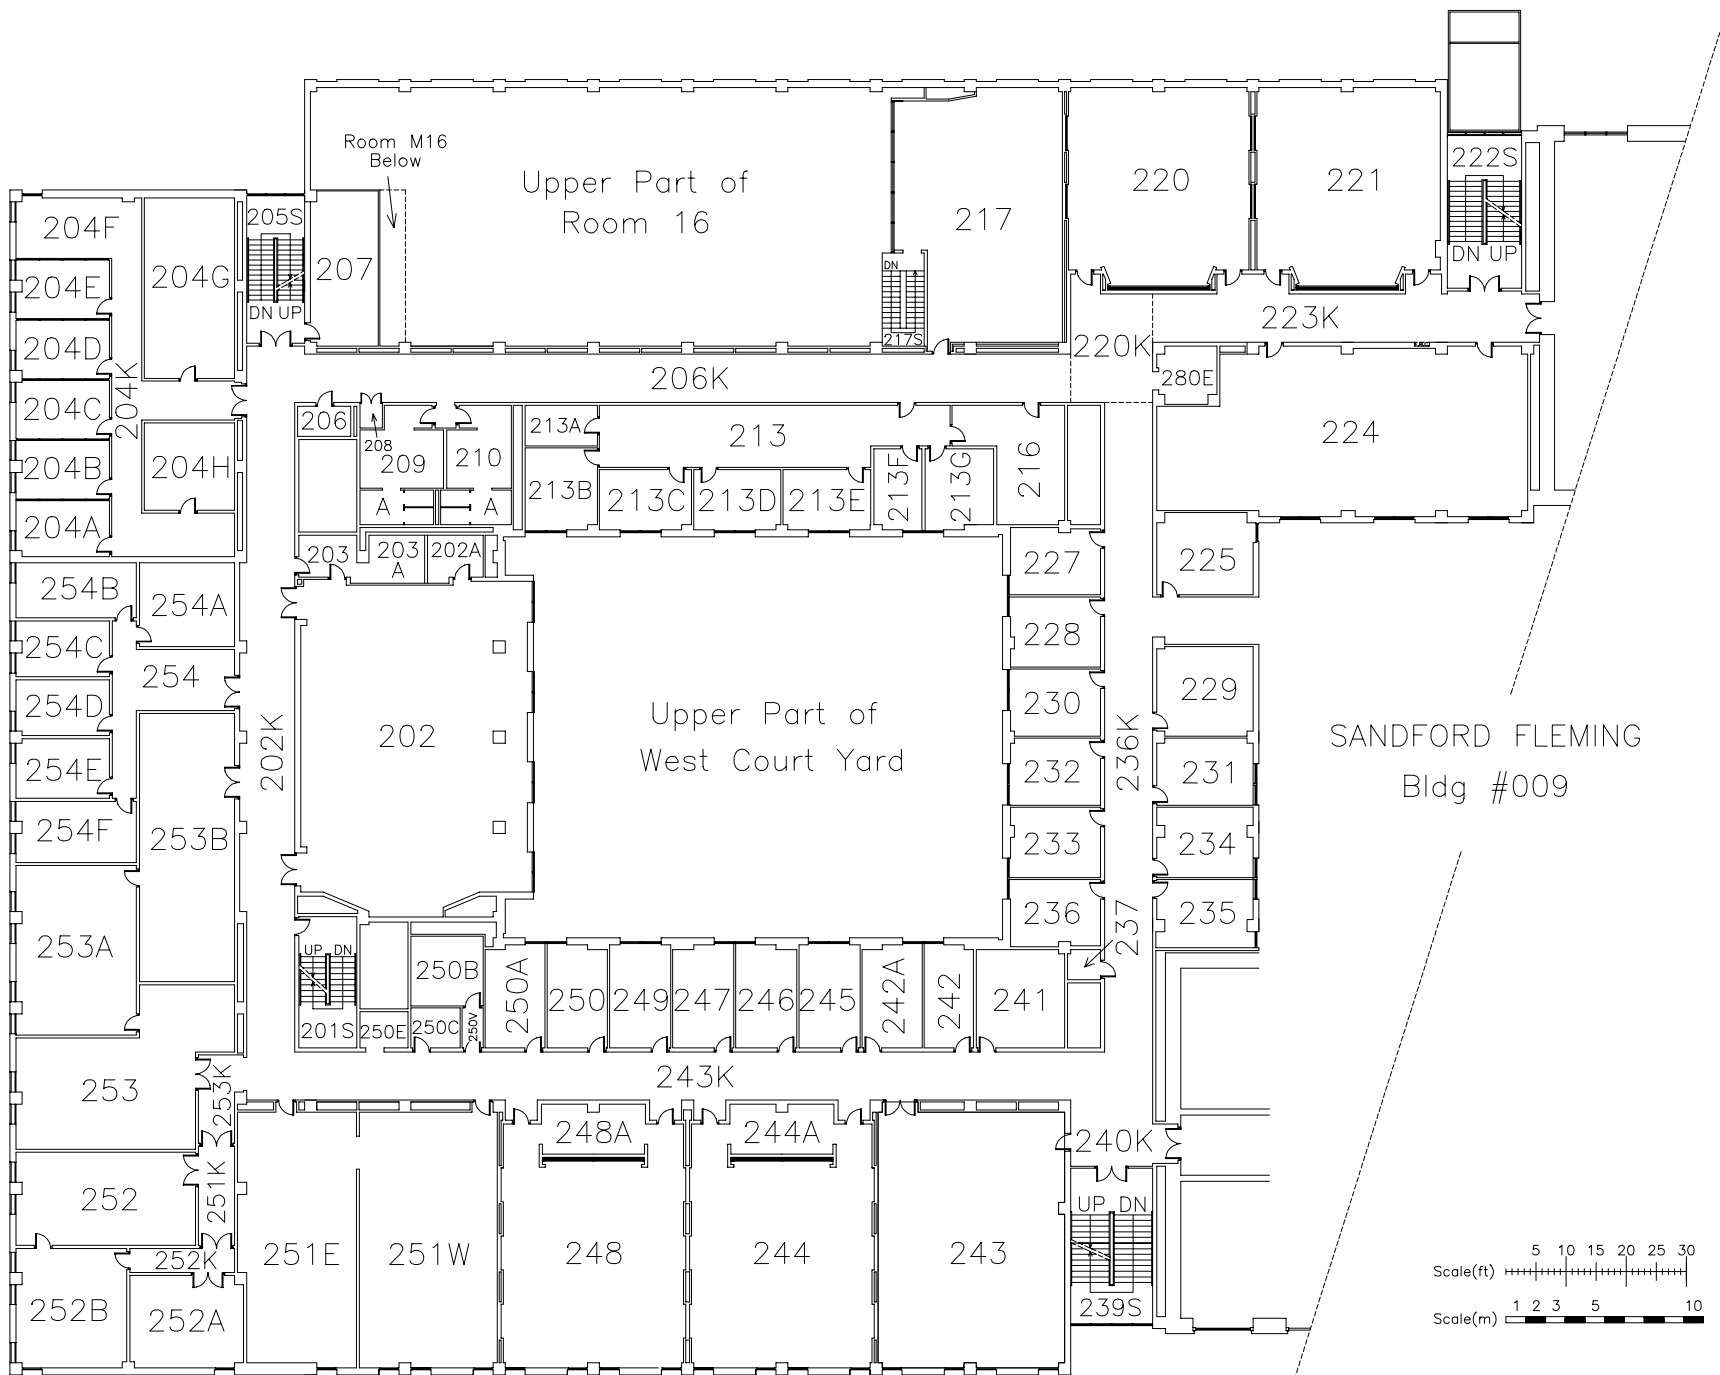 Room M16
Below
Upper Part of
Room 16
222S
205S
220
221
217
204F
204G
207
DN UP
DN
204E
DN UP
217S
223K
204D
220K
204K
206K
280E
204C
206
208
213A
213
224
204B
204H
209
210
213B
213C
213D
213E
213F
213G
216
A
A
204A
203
203
A
202A
227
225
254B
254A
254C
228
254
229
254D
230
202K
202
Upper Part of
West Court Yard
236K
SANDFORD FLEMING
Bldg #009
254E
232
231
254F
253B
233
234
236
237
235
253A
UP DN
250B
250A
250
249
247
246
245
242A
242
241
201S
250E
250C
250V
253
253K
243K
248A
244A
240K
252
251K
UP DN
251E
251W
248
244
243
252K
252B
252A
239S
5 10 15 20 25 30
Scale(ft)
1 2 3 5 10
Scale(m)